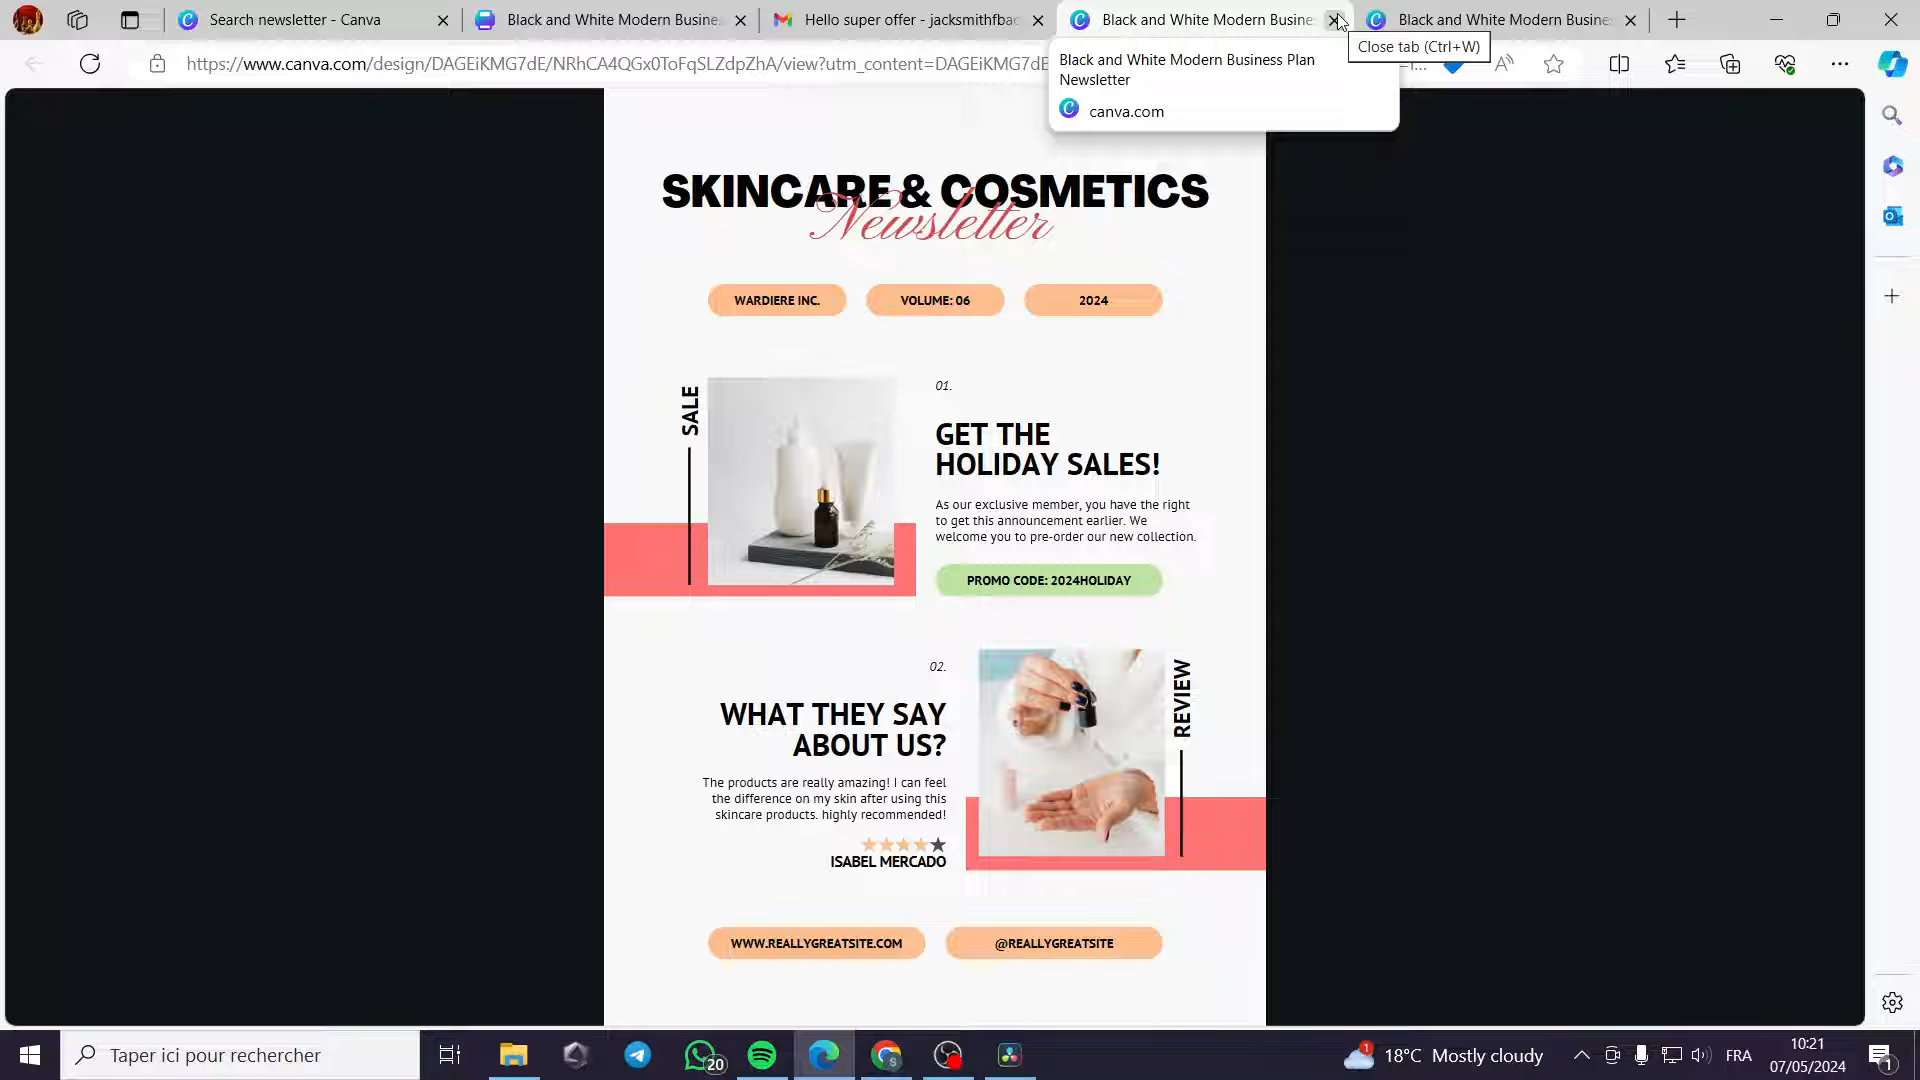 Search newsletter - Canva
Black and White Modern Busine
Hello super offer - jacksmithfbac
Black and White Modern Busine
Black and White Modern Busine
Close tab (Ctrl+W)
https://www.canva.com/design/DAGEiKMG7dE/NRhCA4QGx0ToFqSLZdpZhA/view?utm_content=DAGEiKMG7dE
Black and White Modern Business Plan
Newsletter
canva.com
SKINCARE & COSMETICS
Newsletter
WARDIERE INC.
VOLUME: 06
2024
SALE
01.
GET THE
HOLIDAY SALES!
As our exclusive member, you have the right
to get this announcement earlier. We
welcome you to pre-order our new collection.
PROMO CODE: 2024HOLIDAY
02.
WHAT THEY SAY
ABOUT US?
The products are really amazing! I can feel
the difference on my skin after using this
skincare products. highly recommended!
ISABEL MERCADO
REVIEW
WWW.REALLYGREATSITE.COM
@REALLYGREATSITE
Taper ici pour rechercher
20
1
18°C Mostly cloudy
FRA
10:21
07/05/2024
1